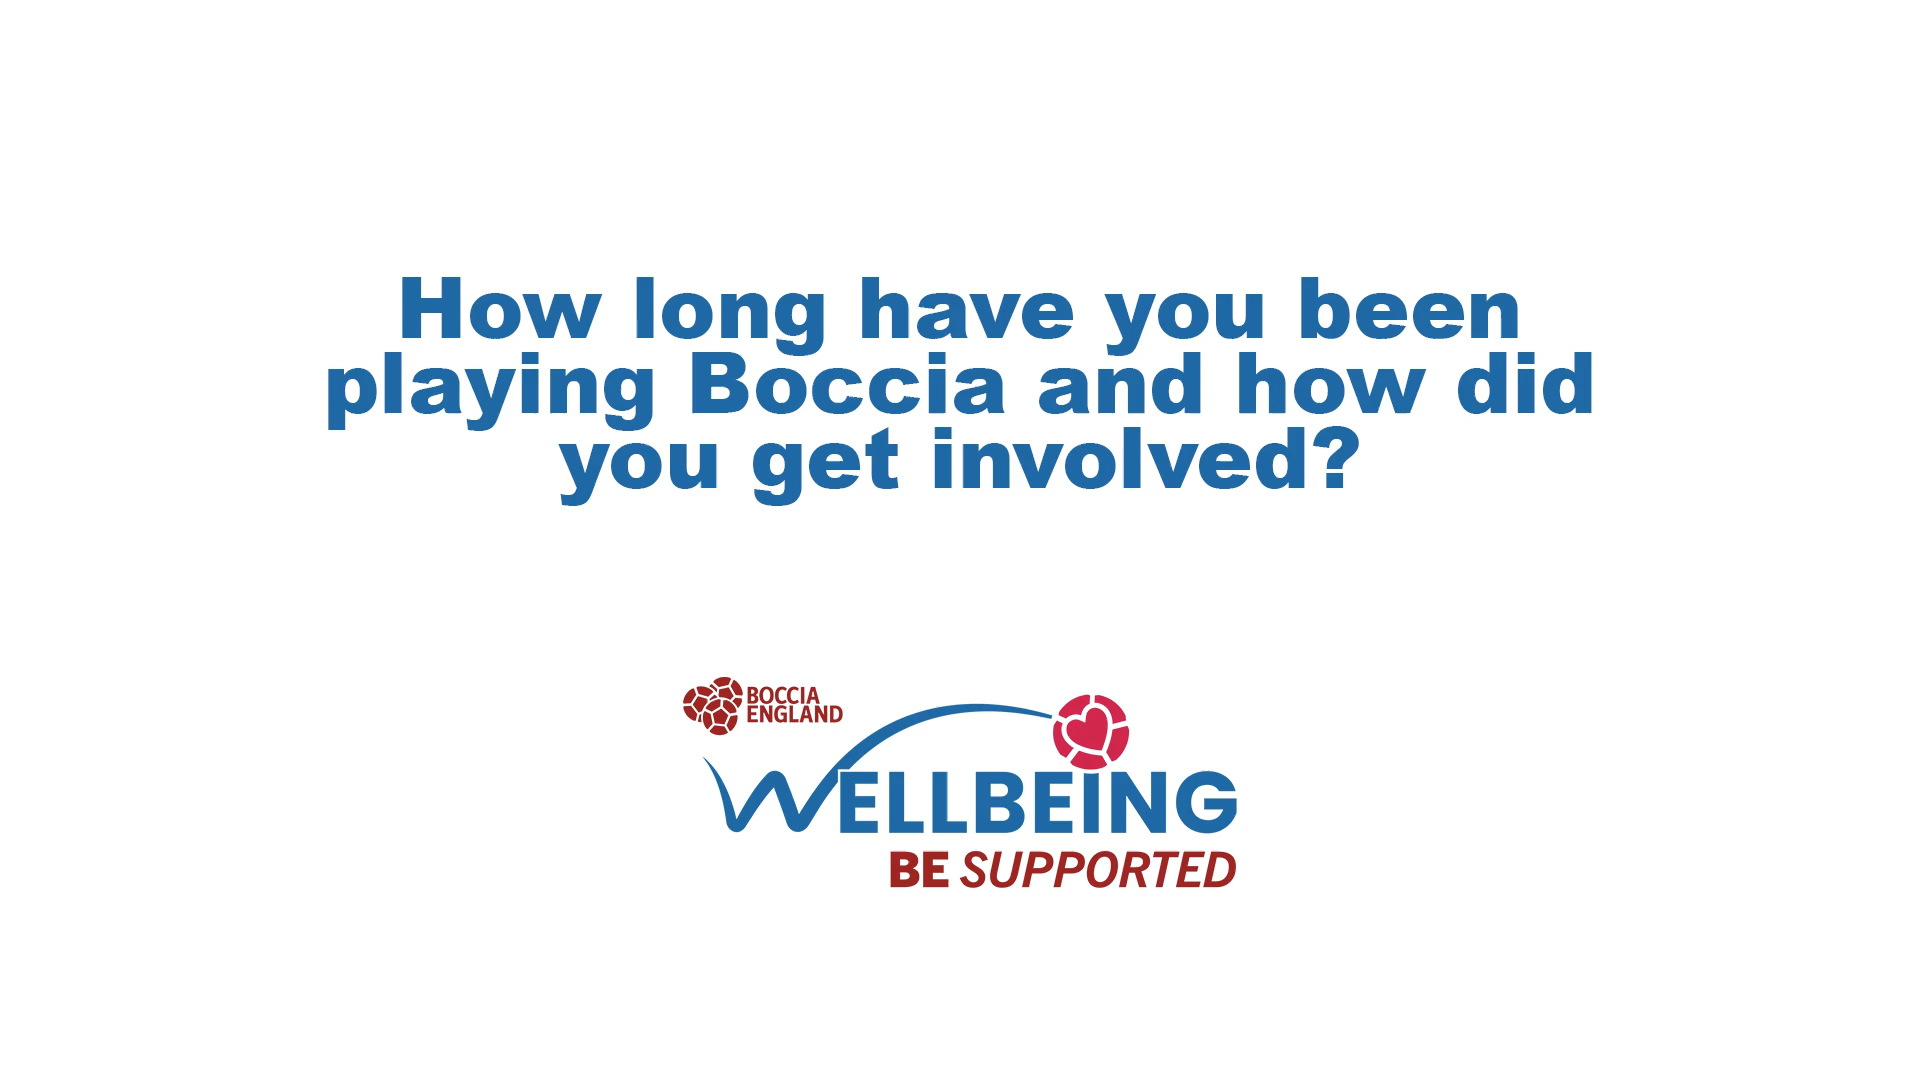 How long have you been
playing Boccia and how did
you get involved?
BOCCIA
ENGLAND
WELLBEING
BE SUPPORTED